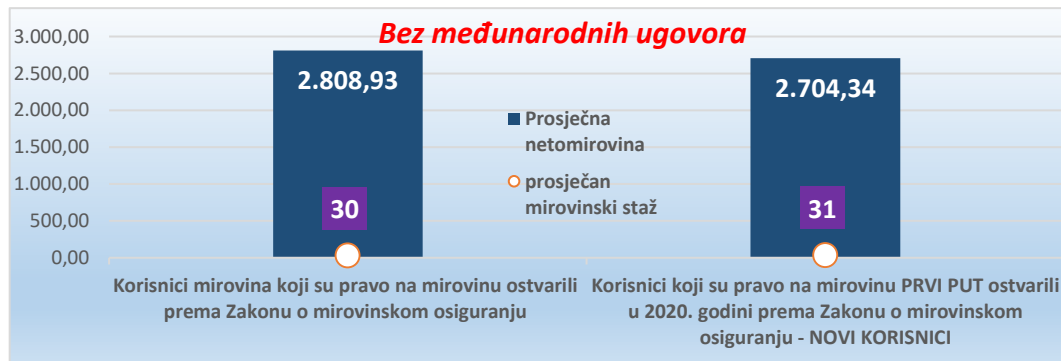 Bez međunarodnih ugovora
3.000,00
2.500,00
2.000,00
1.500,00
1.000,00
500,00
0,00
2.808,93
2.704,34
Prosječna
netomirovina
prosječan
mirovinski staž
30
31
Korisnici mirovina koji su pravo na mirovinu ostvarili
prema Zakonu o mirovinskom osiguranju
Korisnici koji su pravo na mirovinu PRVI PUT ostvarili
u 2020. godini prema Zakonu o mirovinskom
osiguranju - NOVI KORISNICI